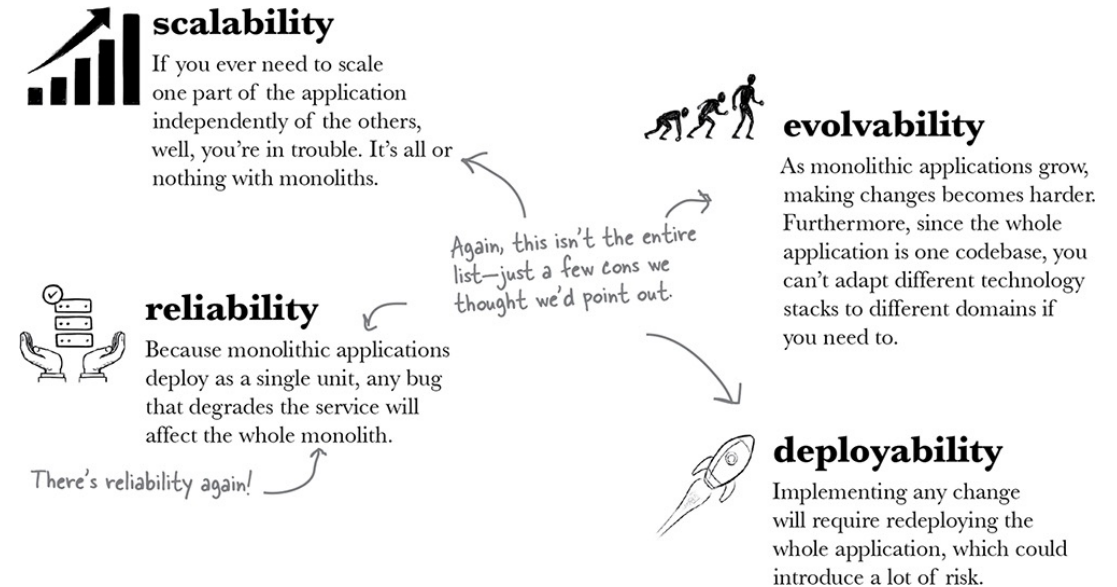 scalability
If you ever need to scale
one part of the application
independently of the others,
well, you’re in trouble. It’s all or
nothing with monoliths.
evolvability
As monolithic applications grow,
making changes becomes harder.
Furthermore, since the whole
application is one codebase, you
can’t adapt different technology
stacks to different domains if
you need to.
Again, this isn’t the entire
list—just a few cons we
thought we’d point out.
reliability
Because monolithic applications
deploy as a single unit, any bug
that degrades the service will
affect the whole monolith.
There’s reliability again!
deployability
Implementing any change
will require redeploying the
whole application, which could
introduce a lot of risk.